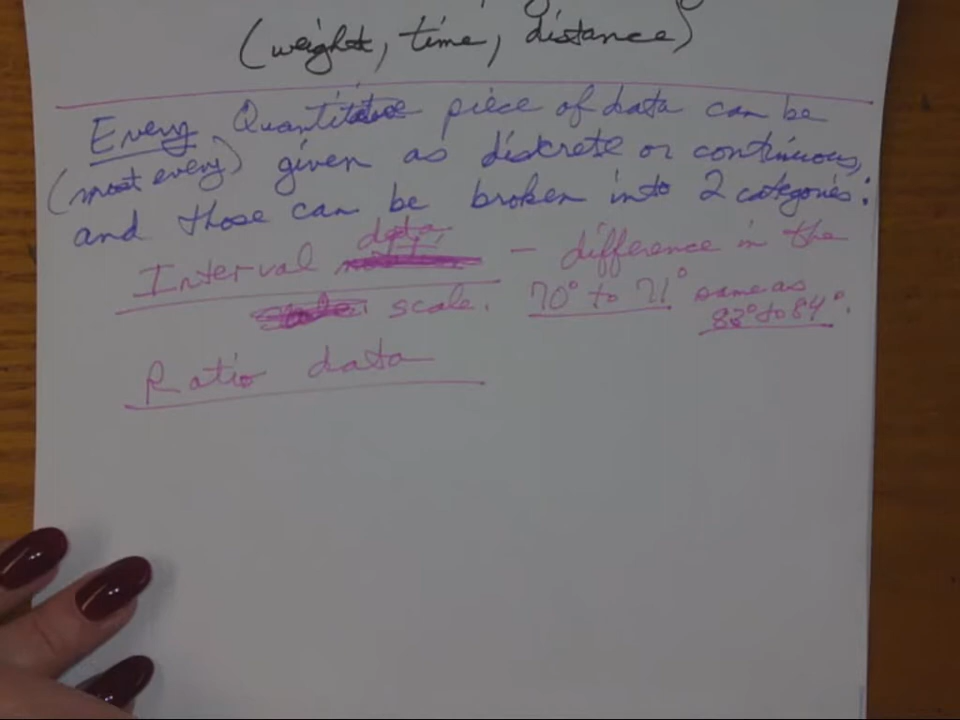 (weight, time, distance)
Every Quantitative piece of data can be
(most every) given as discrete or continuous,
and those can be broken into 2 categories:
Interval data — difference in the
scale. 70° to 71° same as
83° to 84°.
Ratio data